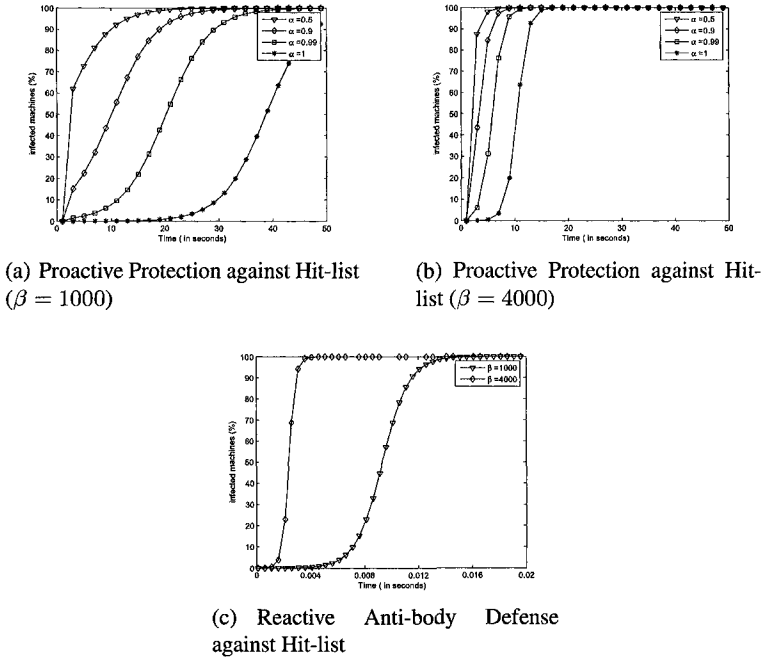 infected machines (%)
100
90
80
70
60
50
40
30
20
10
0
α=0.5
α=0.9
α=0.99
α=1
0 10 20 30 40 50
Time ( in seconds)
(a) Proactive Protection against Hit-list
(β = 1000)
infected machines (%)
100
90
80
70
60
50
40
30
20
10
0
α=0.5
α=0.9
α=0.99
α=1
0 10 20 30 40 50
Time ( in seconds)
(b) Proactive Protection against Hit-
list (β = 4000)
infected machines (%)
100
90
80
70
60
50
40
30
20
10
0
β=1000
β=4000
0 0.004 0.008 0.012 0.016 0.02
Time ( in seconds)
(c) Reactive Anti-body Defense
against Hit-list